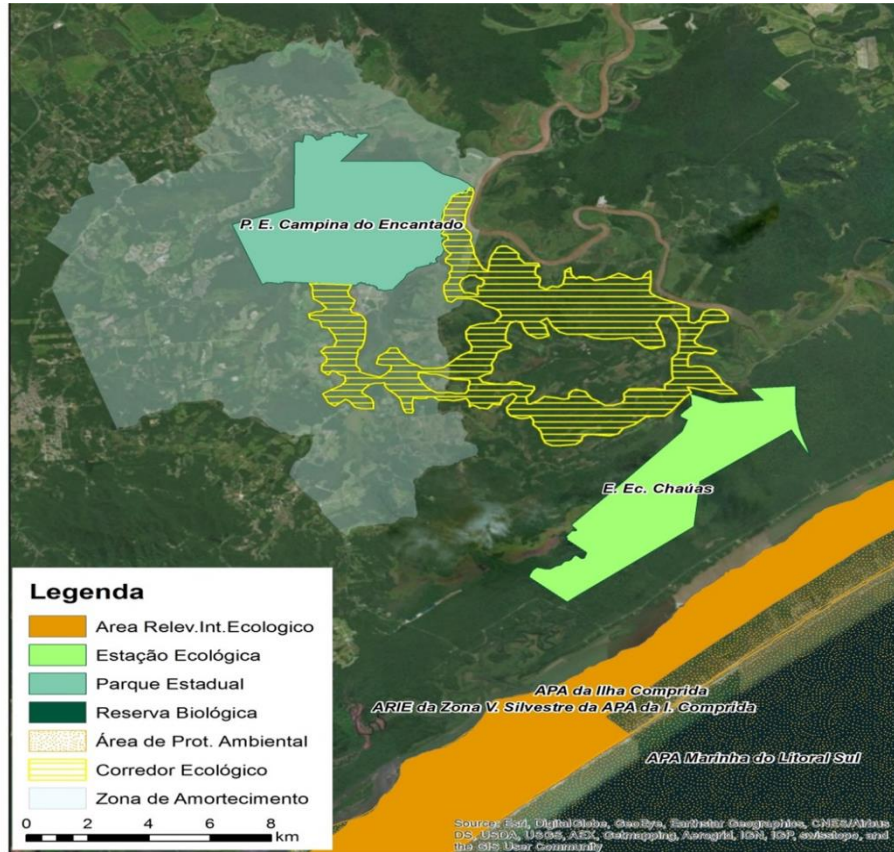 P. E. Campina do Encantado
E. Ec. Chaúas
APA da Ilha Comprida
ARIE da Zona V. Silvestre da APA da I. Comprida
APA Marinha do Litoral Sul
Legenda
Area Relev.Int.Ecologico
Estação Ecológica
Parque Estadual
Reserva Biológica
Área de Prot. Ambiental
Corredor Ecológico
Zona de Amortecimento
0 2 4 8
km
Source: Esri, DigitalGlobe, GeoEye, Earthstar Geographics, CNES/Airbus
DS, USDA, USGS, AEX, Getmapping, Aerogrid, IGN, IGP, swisstopo, and
the GIS User Community